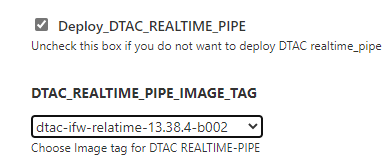 Deploy_DTAC_REALTIME_PIPE
Uncheck this box if you do not want to deploy DTAC realtime_pipe
DTAC_REALTIME_PIPE_IMAGE_TAG
dtac-ifw-relatime-13.38.4-b002
Choose Image tag for DTAC REALTIME-PIPE